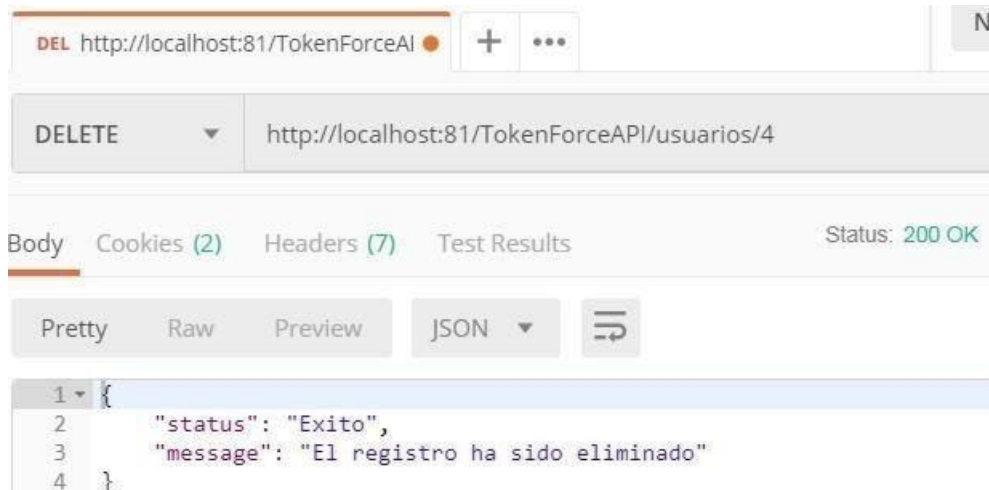 DEL http://localhost:81/TokenForceAI
N
DELETE http://localhost:81/TokenForceAPI/usuarios/4
Body Cookies (2) Headers (7) Test Results Status: 200 OK
Pretty Raw Preview JSON
1 {
2 "status": "Exito",
3 "message": "El registro ha sido eliminado"
4 }